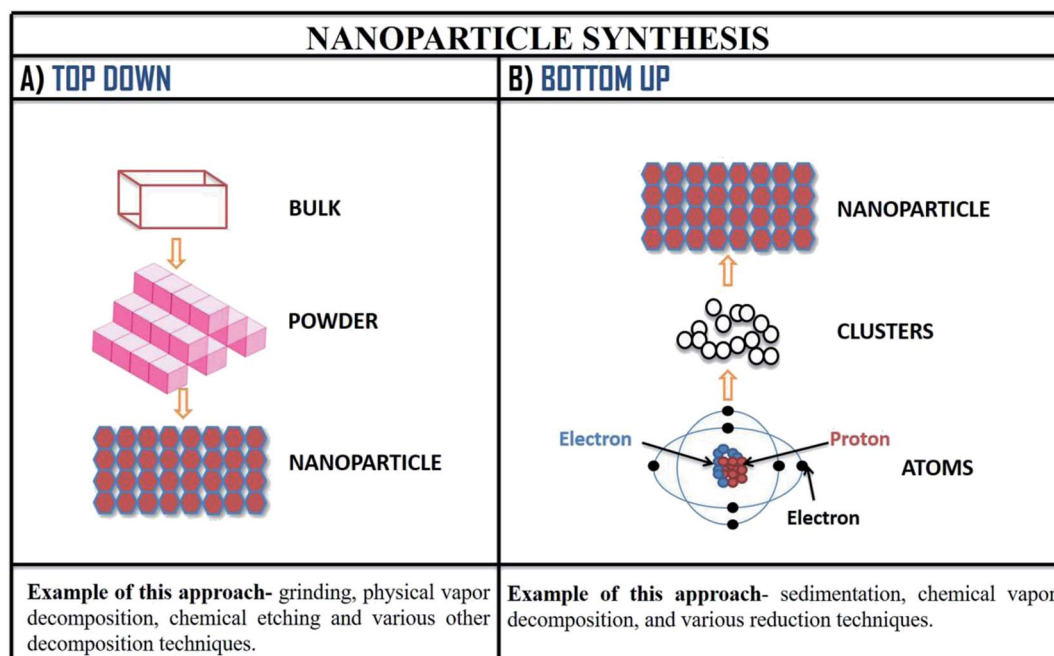 NANOPARTICLE SYNTHESIS
A) TOP DOWN
BULK
POWDER
NANOPARTICLE
Example of this approach- grinding, physical vapor
decomposition, chemical etching and various other
decomposition techniques.
B) BOTTOM UP
NANOPARTICLE
CLUSTERS
Electron
Proton
ATOMS
Electron
Example of this approach- sedimentation, chemical vapor
decomposition, and various reduction techniques.